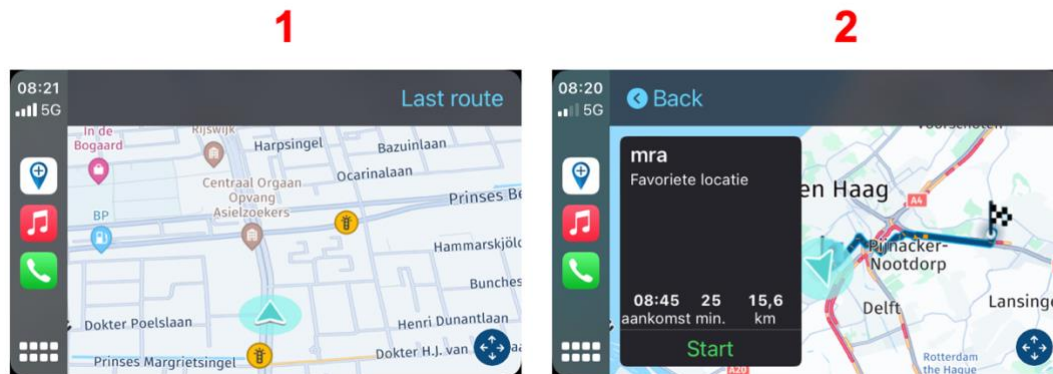 1
2
08:21
5G
Last route
In de
Bogaard
Rijswijk
Harpsingel
Bazuinlaan
Ocarinalaan
Centraal Orgaan
Opvang
Asielzoekers
Prinses Be
BP
Hammarskjöl
Bunches
Dokter Poelslaan
Henri Dunantlaan
Prinses Margrietsingel
Dokter H.J. van
08:20
5G
Back
Voorschoten
mra
Favoriete locatie
en Haag
A4
Pijnacker-
Nootdorp
08:45 25 15,6
aankomst min. km
Delft
Lansinge
Start
A20
Rotterdam
the Hague